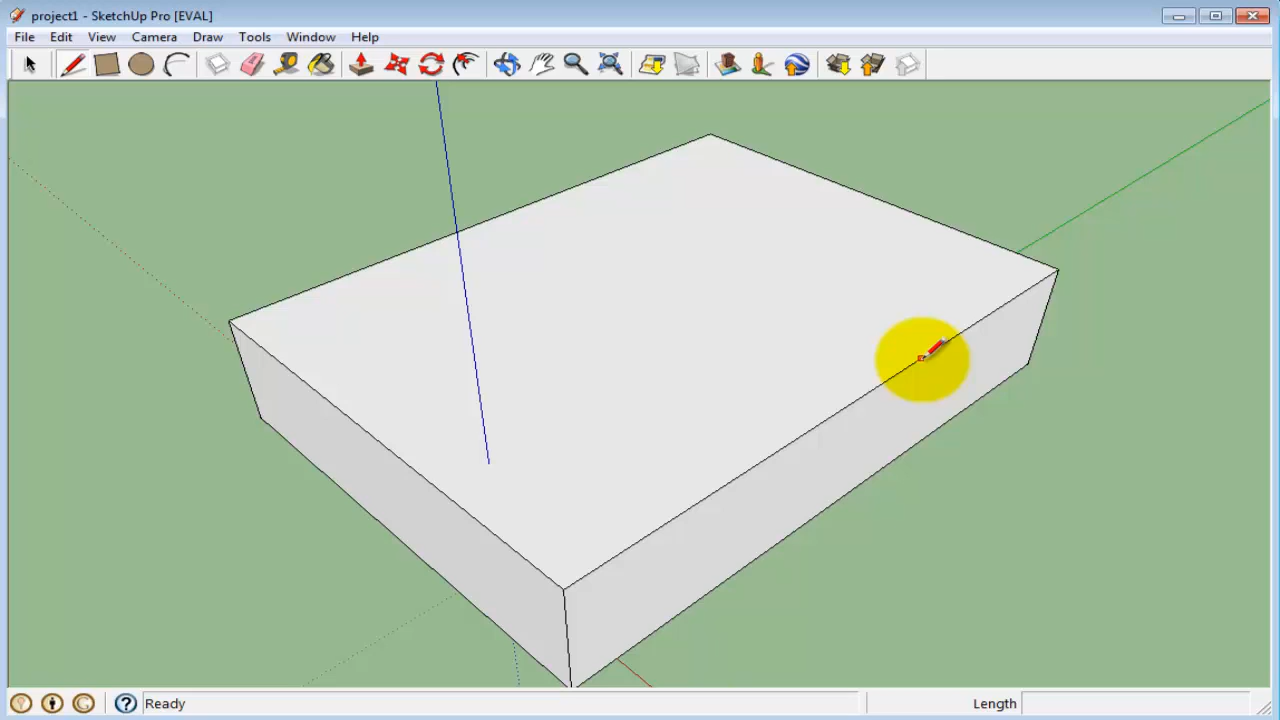 project1 - SketchUp Pro [EVAL]
File Edit View Camera Draw Tools Window Help
Ready Length